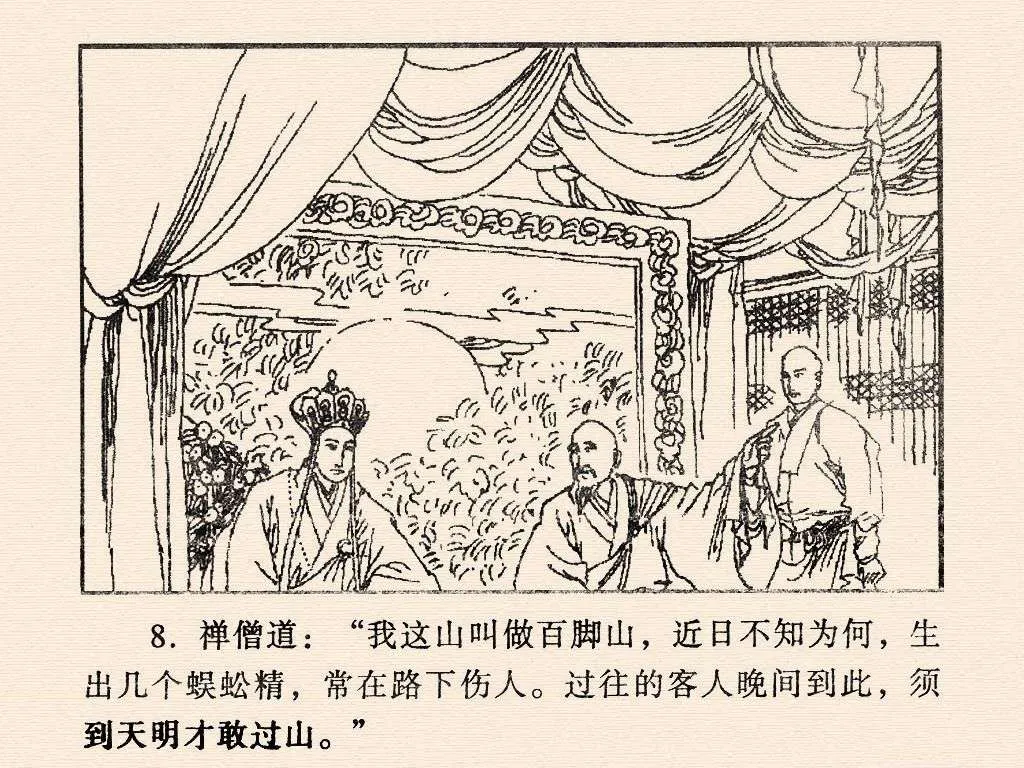 8. 禅僧道：“我这山叫做百脚山，近日不知为何，生
出几个蜈蚣精，常在路下伤人。过往的客人晚间到此，须
到天明才敢过山。”